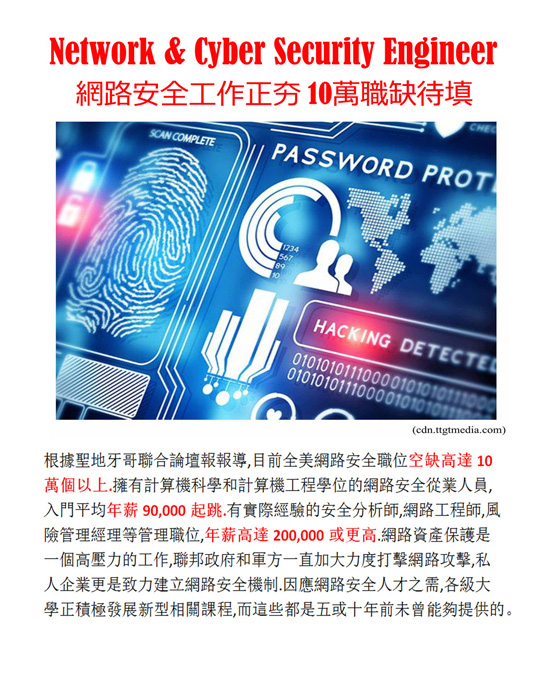 Network & Cyber Security Engineer
網路安全工作正夯 10萬職缺待填
SCAN COMPLETE
PASSWORD PROT
1234
567
89
10
HACKING DETECTED
(cdn.ttgtmedia.com)
根據聖地牙哥聯合論壇報報導,目前全美網路安全職位空缺高達 10
萬個以上.擁有計算機科學和計算機工程學位的網路安全從業人員,
入門平均年薪 90,000 起跳.有實際經驗的安全分析師,網路工程師,風
險管理經理等管理職位,年薪高達 200,000 或更高.網路資產保護是
一個高壓力的工作,聯邦政府和軍方一直加大力度打擊網路攻擊,私
人企業更是致力建立網路安全機制.因應網路安全人才之需,各級大
學正積極發展新型相關課程,而這些都是五或十年前未曾能夠提供的。